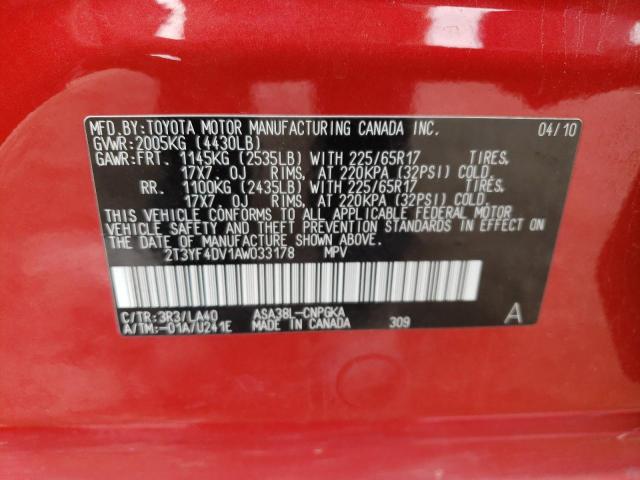 MFD.BY:TOYOTA MOTOR MANUFACTURING CANADA INC. 04/10
GVWR:2005KG (4430LB)
GAWR:FRT. 1145KG (2535LB) WITH 225/65R17 TIRES,
17X7.0J RIMS, AT 220KPA (32PSI) COLD.
RR. 1100KG (2435LB) WITH 225/65R17 TIRES,
17X7.0J RIMS, AT 220KPA (32PSI) COLD.
THIS VEHICLE CONFORMS TO ALL APPLICABLE FEDERAL MOTOR
VEHICLE SAFETY AND THEFT PREVENTION STANDARDS IN EFFECT ON
THE DATE OF MANUFACTURE SHOWN ABOVE.
2T3YF4DV1AW033178 MPV
C/TR:3R3/LA40 ASA38L-CNPGKA
A/TM:-01A/U241E MADE IN CANADA 309 A